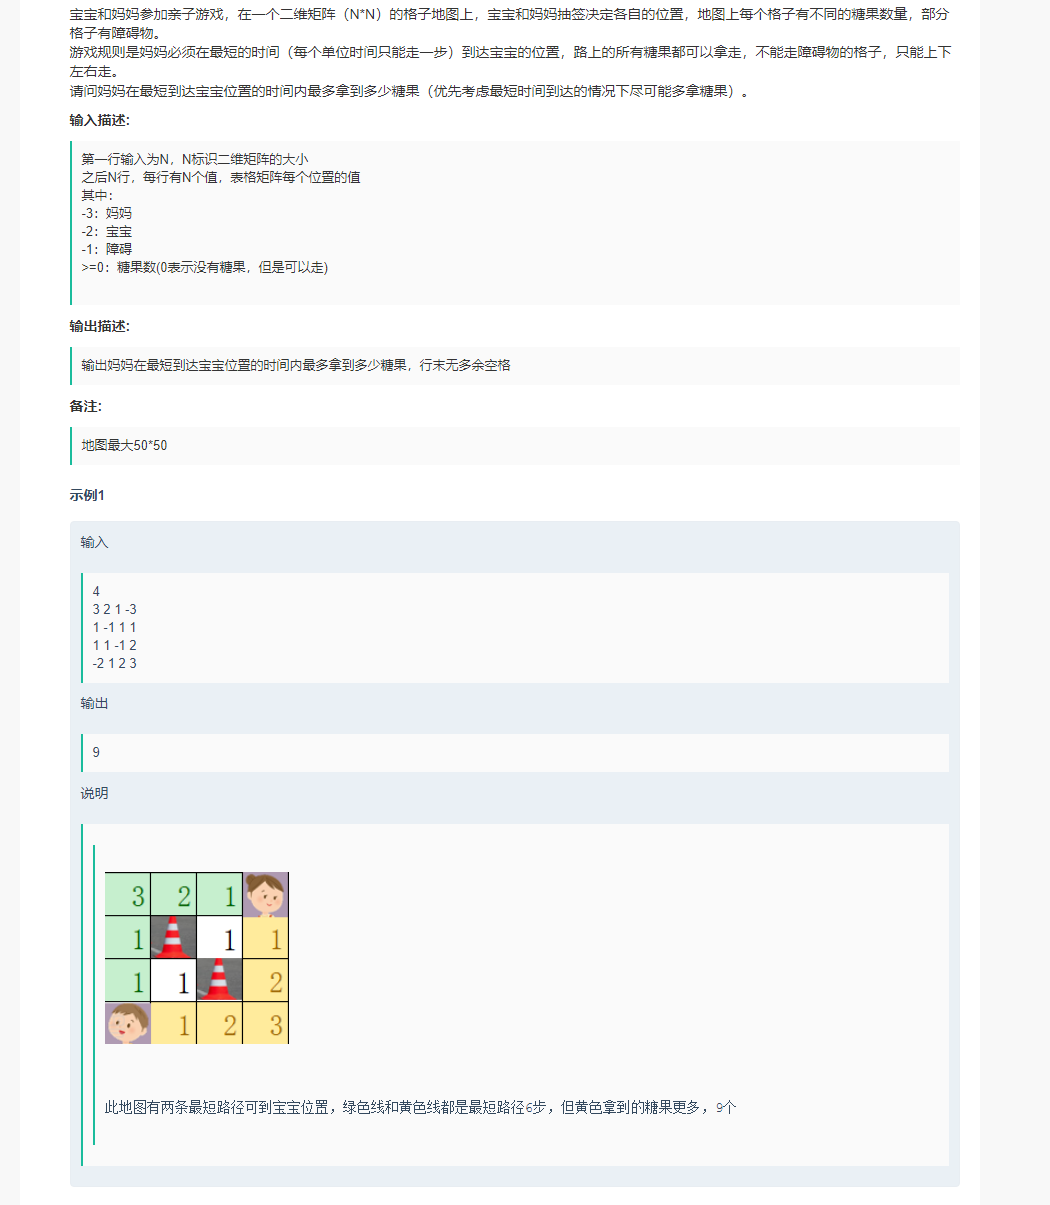 宝宝和妈妈参加亲子游戏，在一个二维矩阵（N*N）的格子地图上，宝宝和妈妈抽签决定各自的位置，地图上每个格子有不同的糖果数量，部分
格子有障碍物。
游戏规则是妈妈必须在最短的时间（每个单位时间只能走一步）到达宝宝的位置，路上的所有糖果都可以拿走，不能走障碍物的格子，只能上下
左右走。
请问妈妈在最短到达宝宝位置的时间内最多拿到多少糖果（优先考虑最短时间到达的情况下尽可能多拿糖果）。
输入描述:
第一行输入为N，N标识二维矩阵的大小
之后N行，每行有N个值，表格矩阵每个位置的值
其中:
-3：妈妈
-2：宝宝
-1：障碍
>=0：糖果数(0表示没有糖果，但是可以走)
输出描述:
输出妈妈在最短到达宝宝位置的时间内最多拿到多少糖果，行末无多余空格
备注:
地图最大50*50
示例1
输入
4
3 2 1 -3
1 -1 1 1
1 1 -1 2
-2 1 2 3
输出
9
说明
3 2 1
1 1 1
1 1 2
1 2 3
此地图有两条最短路径可到宝宝位置，绿色线和黄色线都是最短路径6步，但黄色拿到的糖果更多，9个